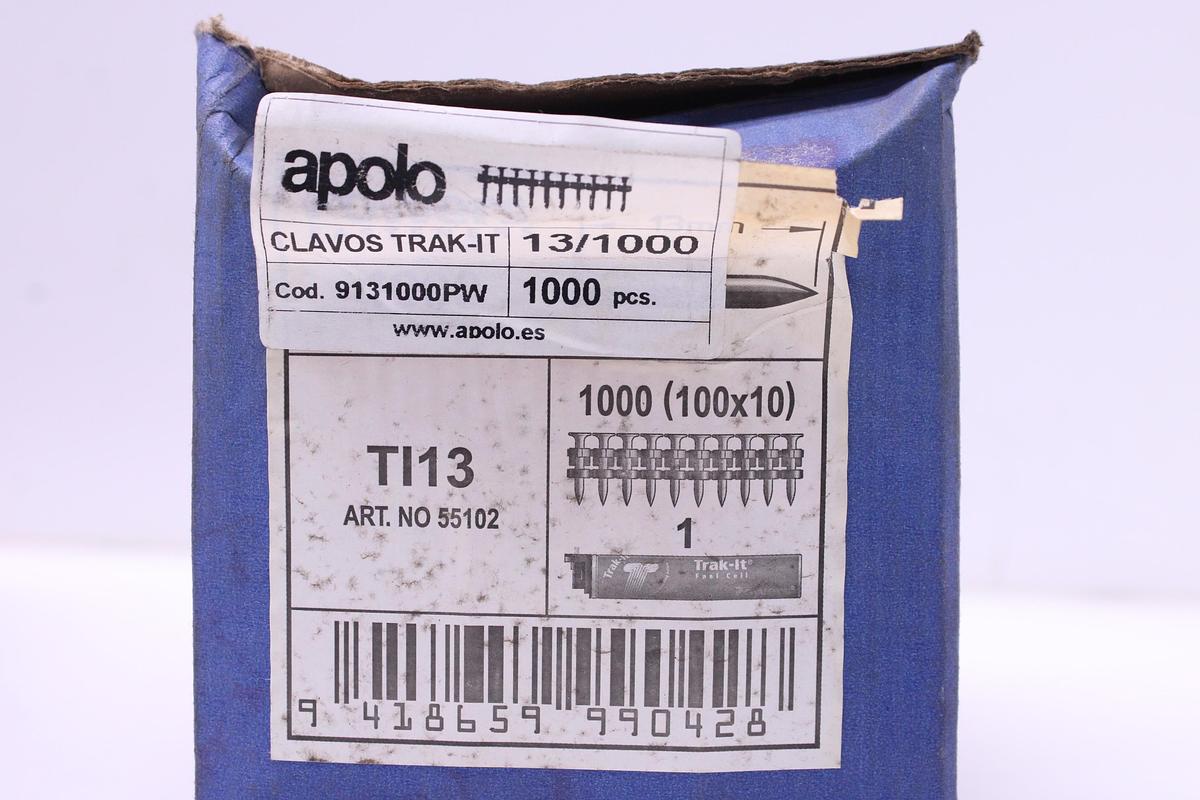 apolo
CLAVOS TRAK-IT 13/1000
Cod. 9131000PW 1000 pcs.
www.apolo.es
1000 (100x10)
TI13
ART. NO 55102
1
Trak-It®
Fuel Cell
9 418659 990428